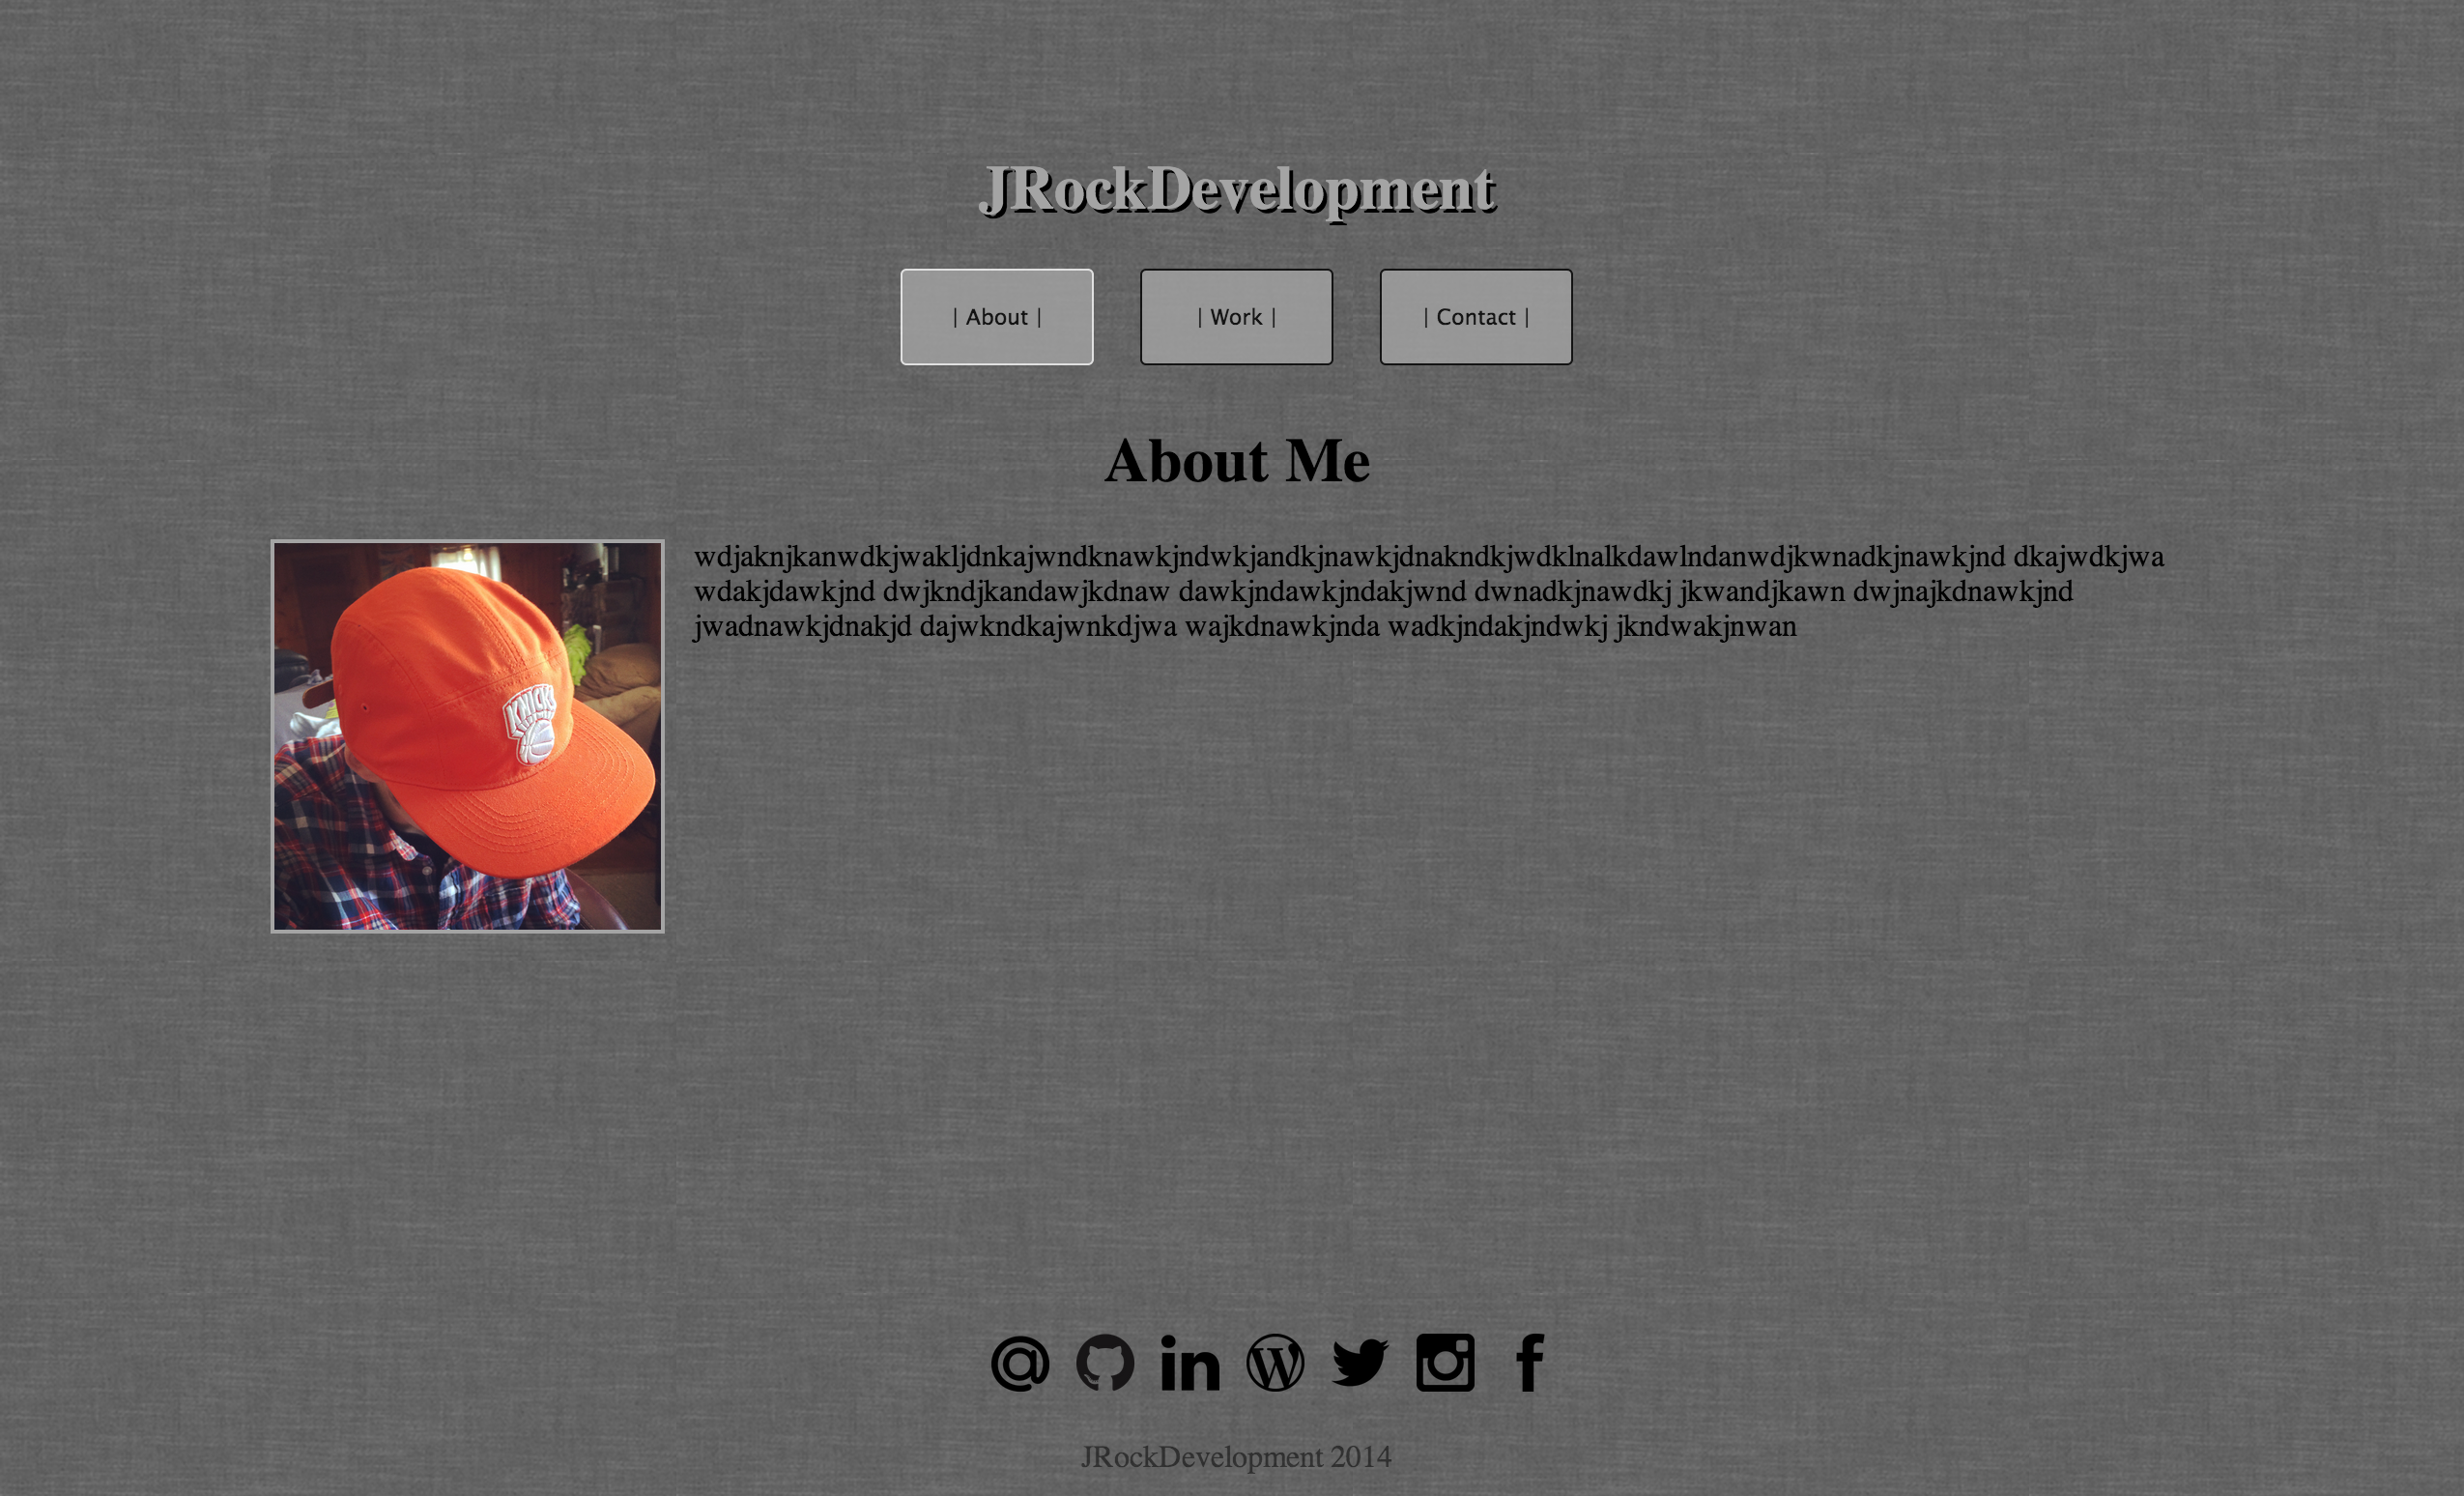 JRockDevelopment
| About |
| Work |
| Contact |
About Me
wdjaknjkanwdkjwakljdnkajwndknawkjndwkjandkjnawkjdnakndkjwdklnalkdawlndanwdjkwnadkjnawkjnd dkajwdkjwa
wdakjdawkjnd dwjkndjkandawjkdnaw dawkjndawkjndakjwnd dwnadkjnawdkj jkwandjkawn dwjnajkdnawkjnd
jwadnawkjdnakjd dajwkndkajwnkdjwa wajkdnawkjnda wadkjndakjndwkj jkndwakjnwan
KNICKS
JRockDevelopment 2014